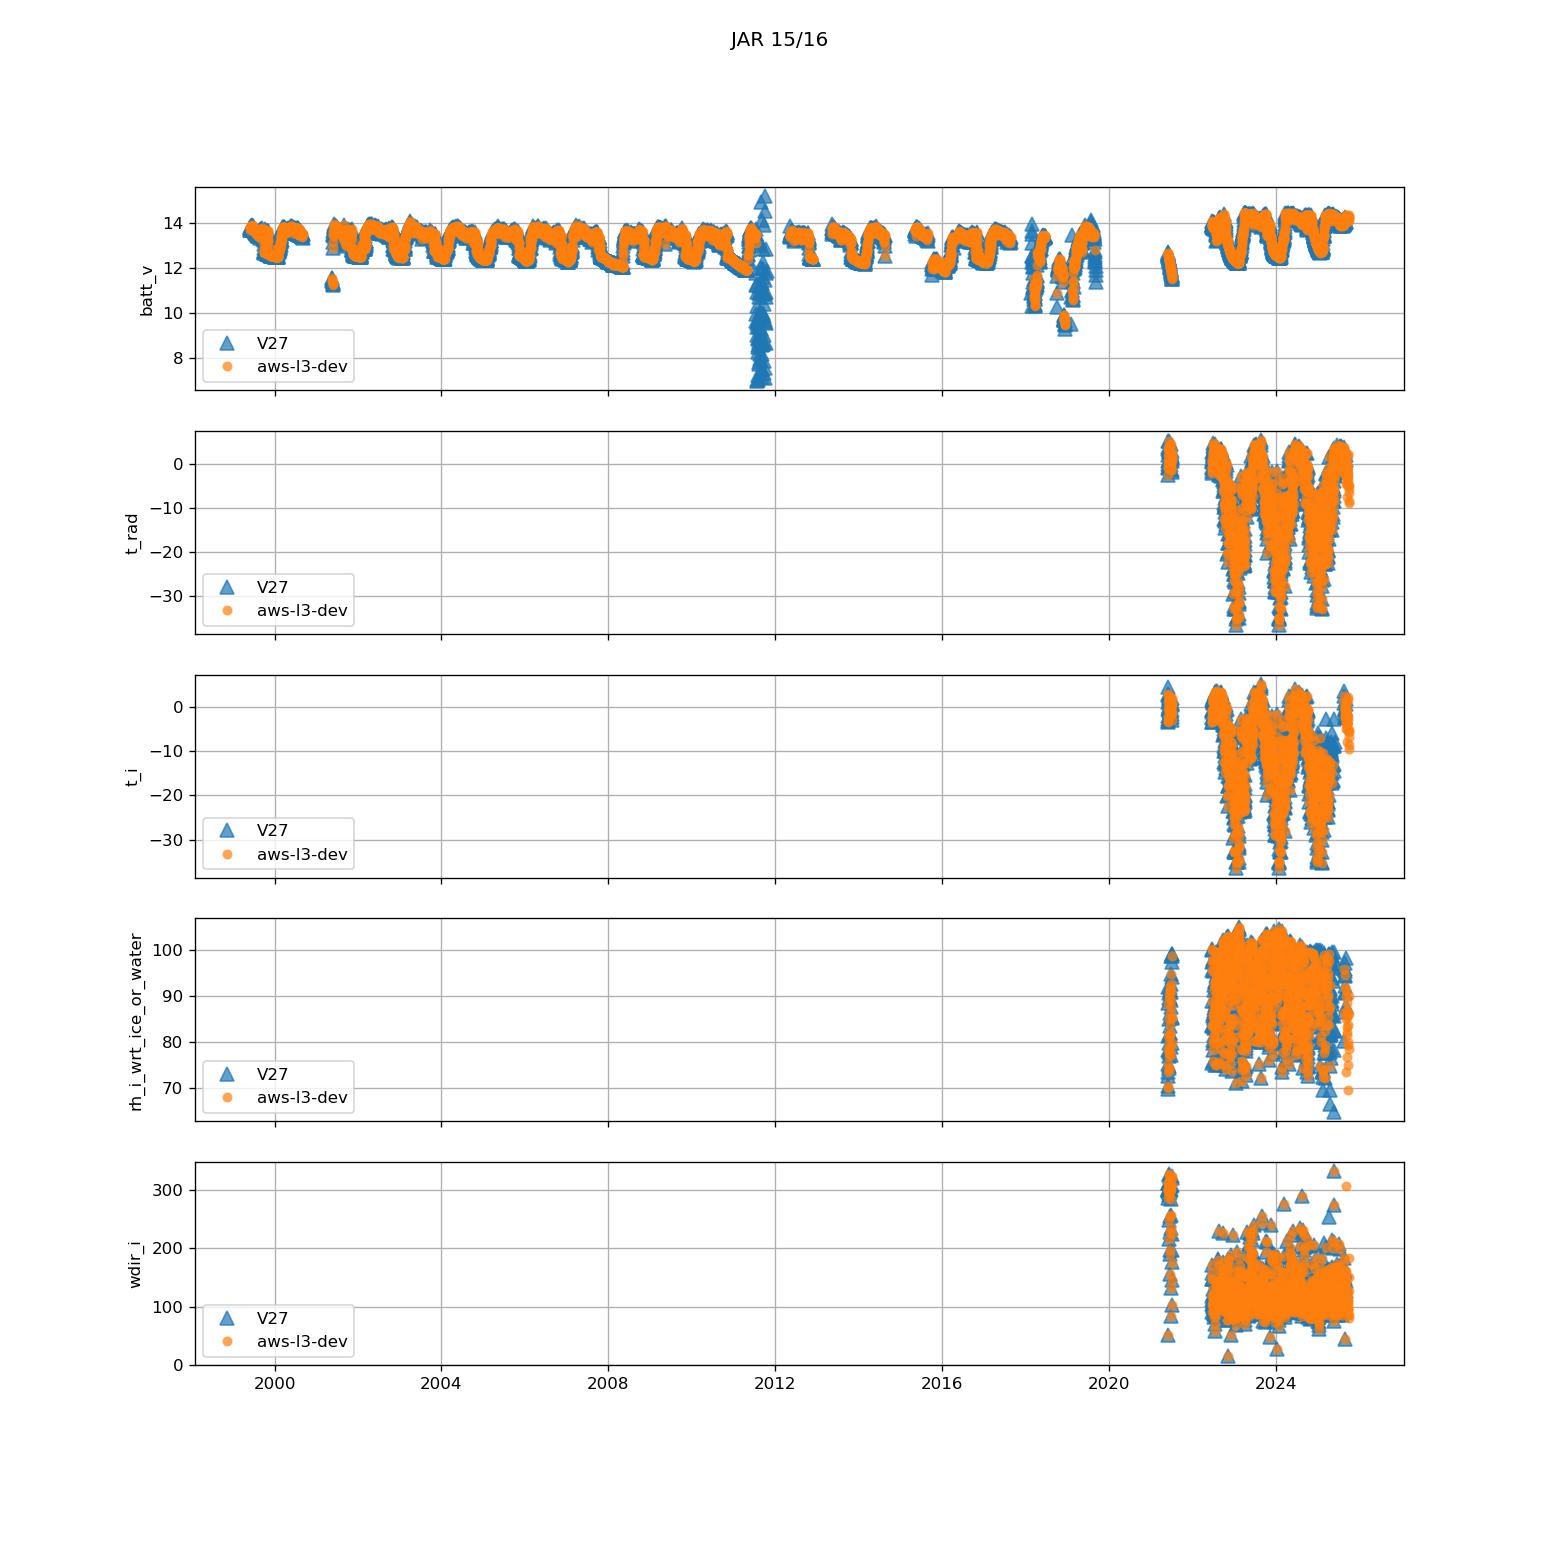 JAR 15/16
14
12
10
8
batt_v
V27
aws-l3-dev
0
−10
−20
−30
t_rad
V27
aws-l3-dev
0
−10
−20
−30
t_i
V27
aws-l3-dev
100
90
80
70
rh_i_wrt_ice_or_water
V27
aws-l3-dev
300
200
100
0
wdir_i
V27
aws-l3-dev
2000 2004 2008 2012 2016 2020 2024